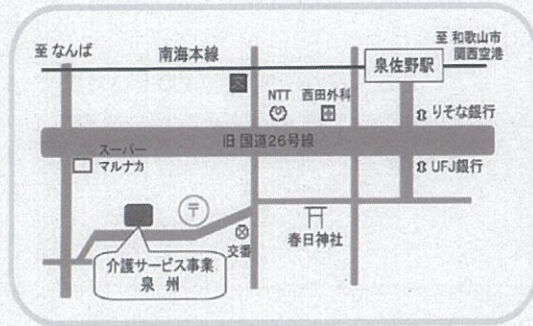 至 なんば
南海本線
至 和歌山市
関西空港
泉佐野駅
NTT
西田外科
りそな銀行
旧 国道26号線
スーパー
マルナカ
UFJ銀行
〒
交番
春日神社
介護サービス事業
泉 州